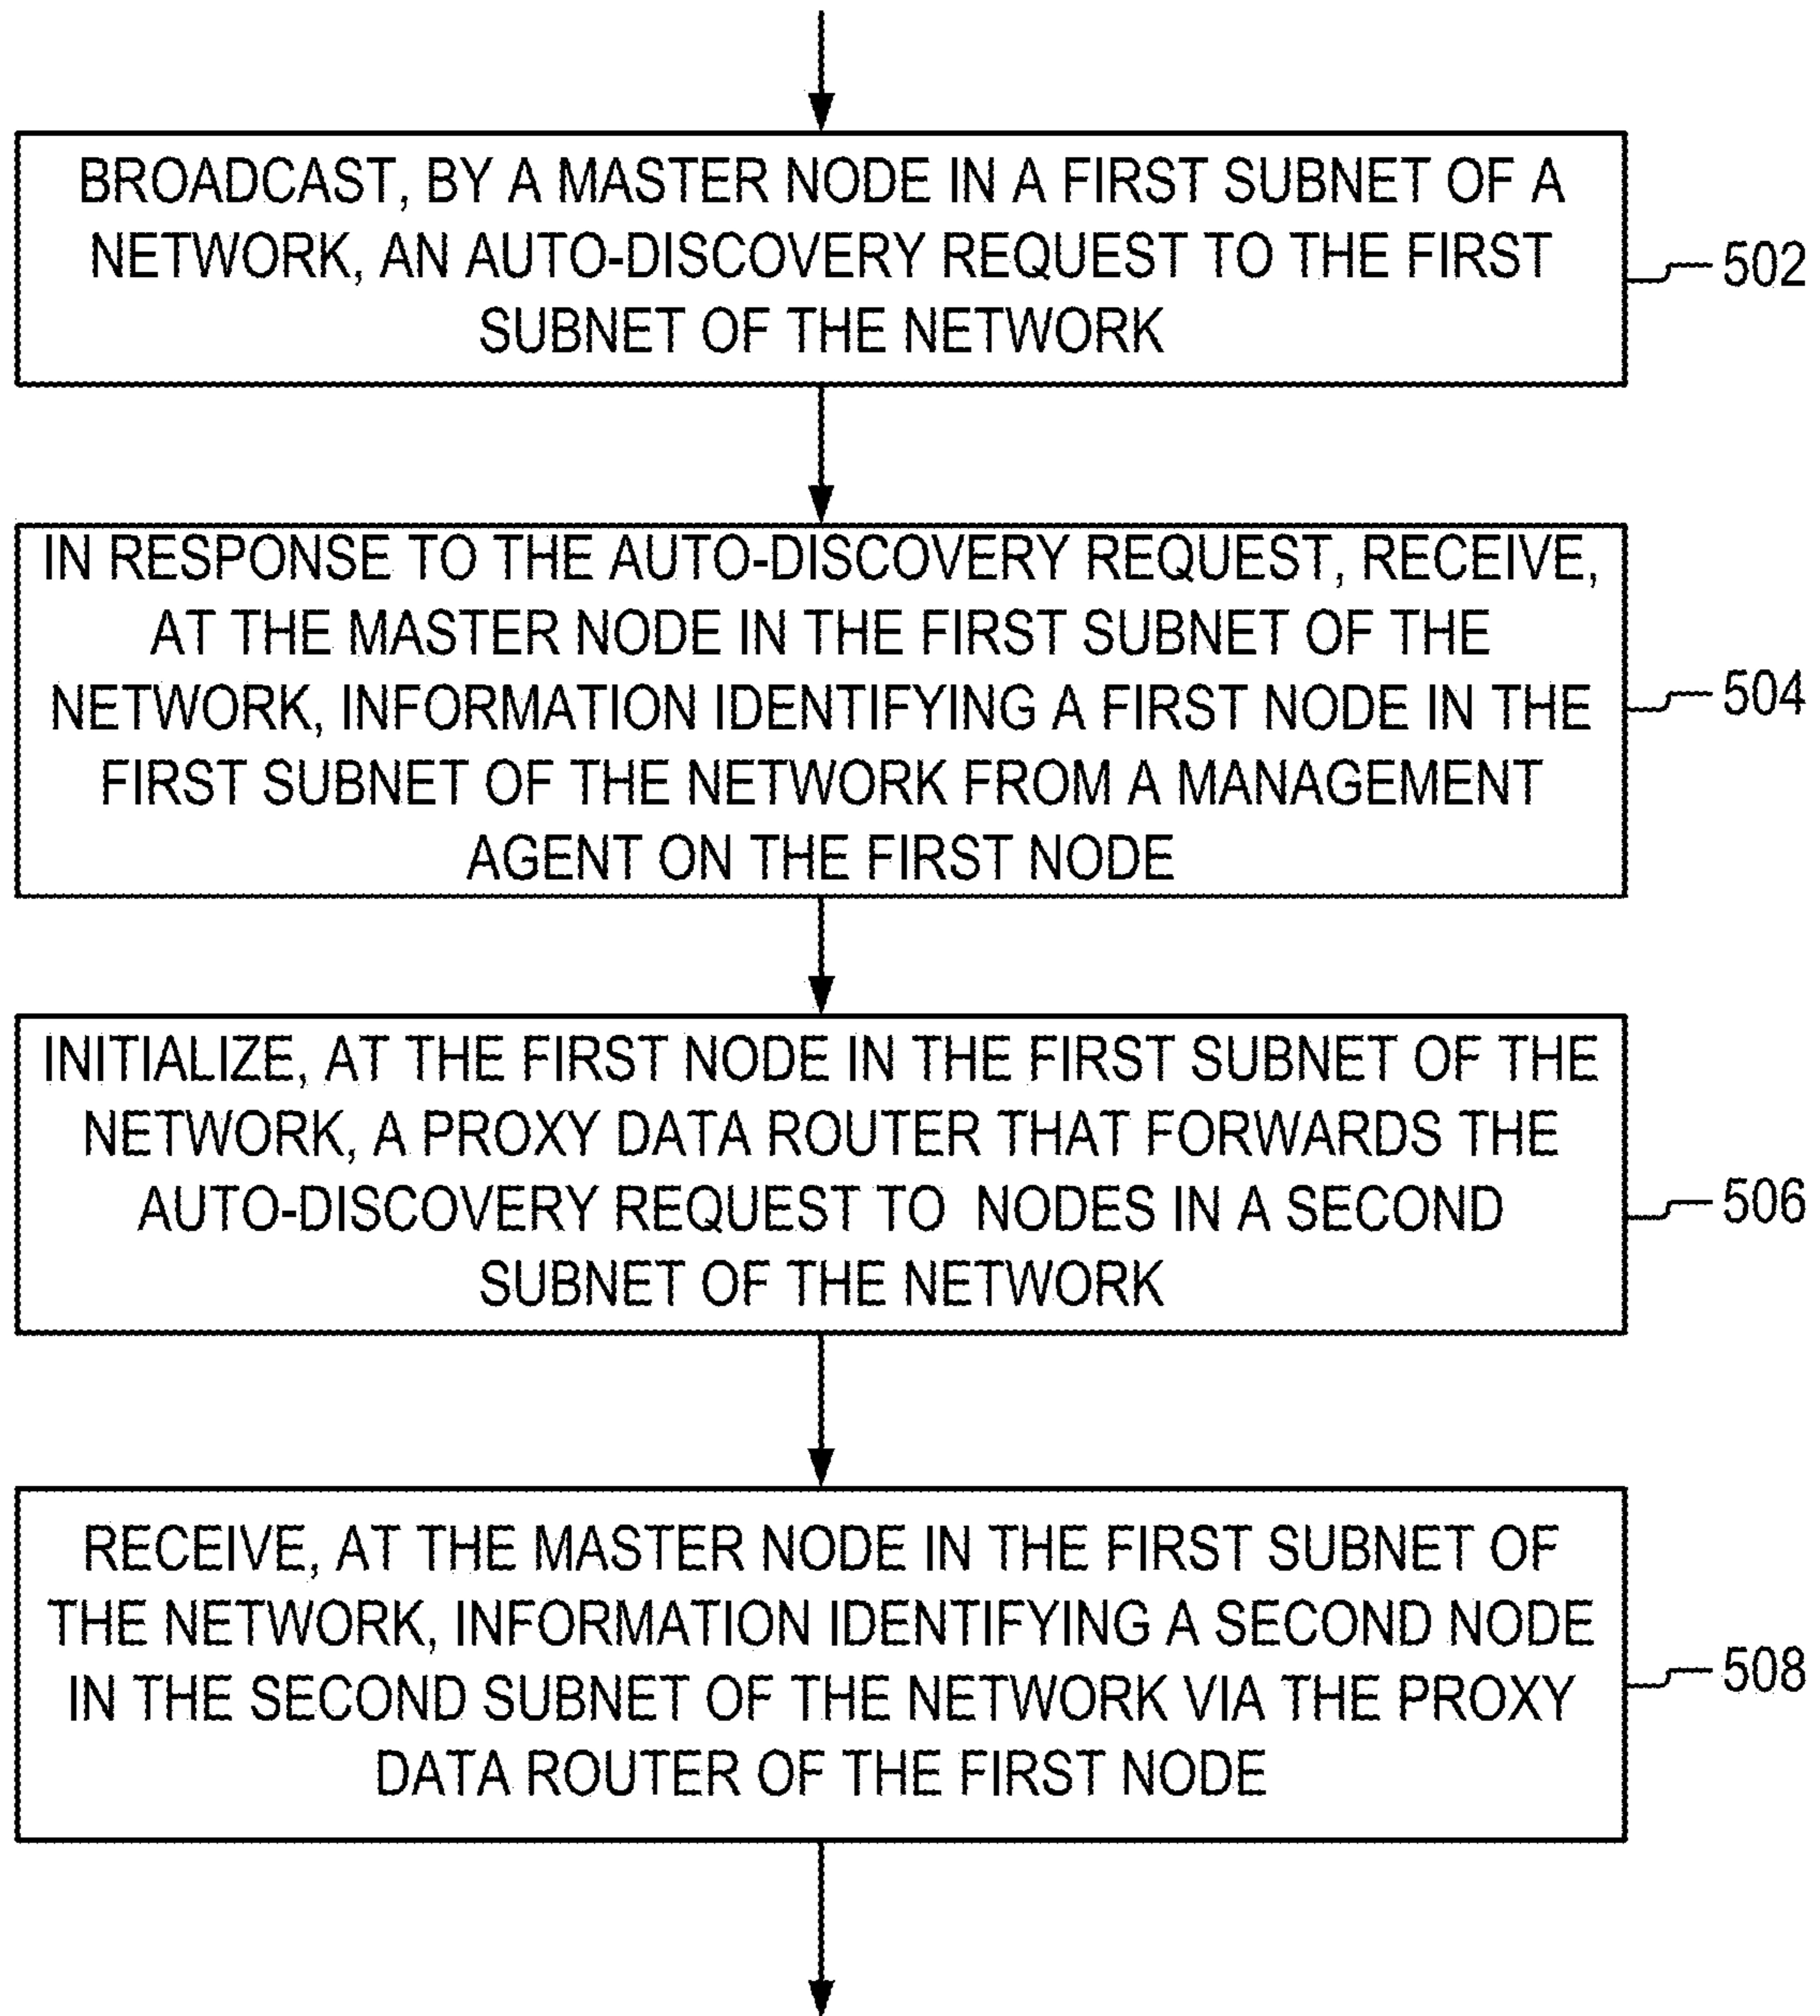 BROADCAST, BY A MASTER NODE IN A FIRST SUBNET OF A
NETWORK, AN AUTO-DISCOVERY REQUEST TO THE FIRST
SUBNET OF THE NETWORK
502
IN RESPONSE TO THE AUTO-DISCOVERY REQUEST, RECEIVE,
AT THE MASTER NODE IN THE FIRST SUBNET OF THE
NETWORK, INFORMATION IDENTIFYING A FIRST NODE IN THE
FIRST SUBNET OF THE NETWORK FROM A MANAGEMENT
AGENT ON THE FIRST NODE
504
INITIALIZE, AT THE FIRST NODE IN THE FIRST SUBNET OF THE
NETWORK, A PROXY DATA ROUTER THAT FORWARDS THE
AUTO-DISCOVERY REQUEST TO NODES IN A SECOND
SUBNET OF THE NETWORK
506
RECEIVE, AT THE MASTER NODE IN THE FIRST SUBNET OF
THE NETWORK, INFORMATION IDENTIFYING A SECOND NODE
IN THE SECOND SUBNET OF THE NETWORK VIA THE PROXY
DATA ROUTER OF THE FIRST NODE
508